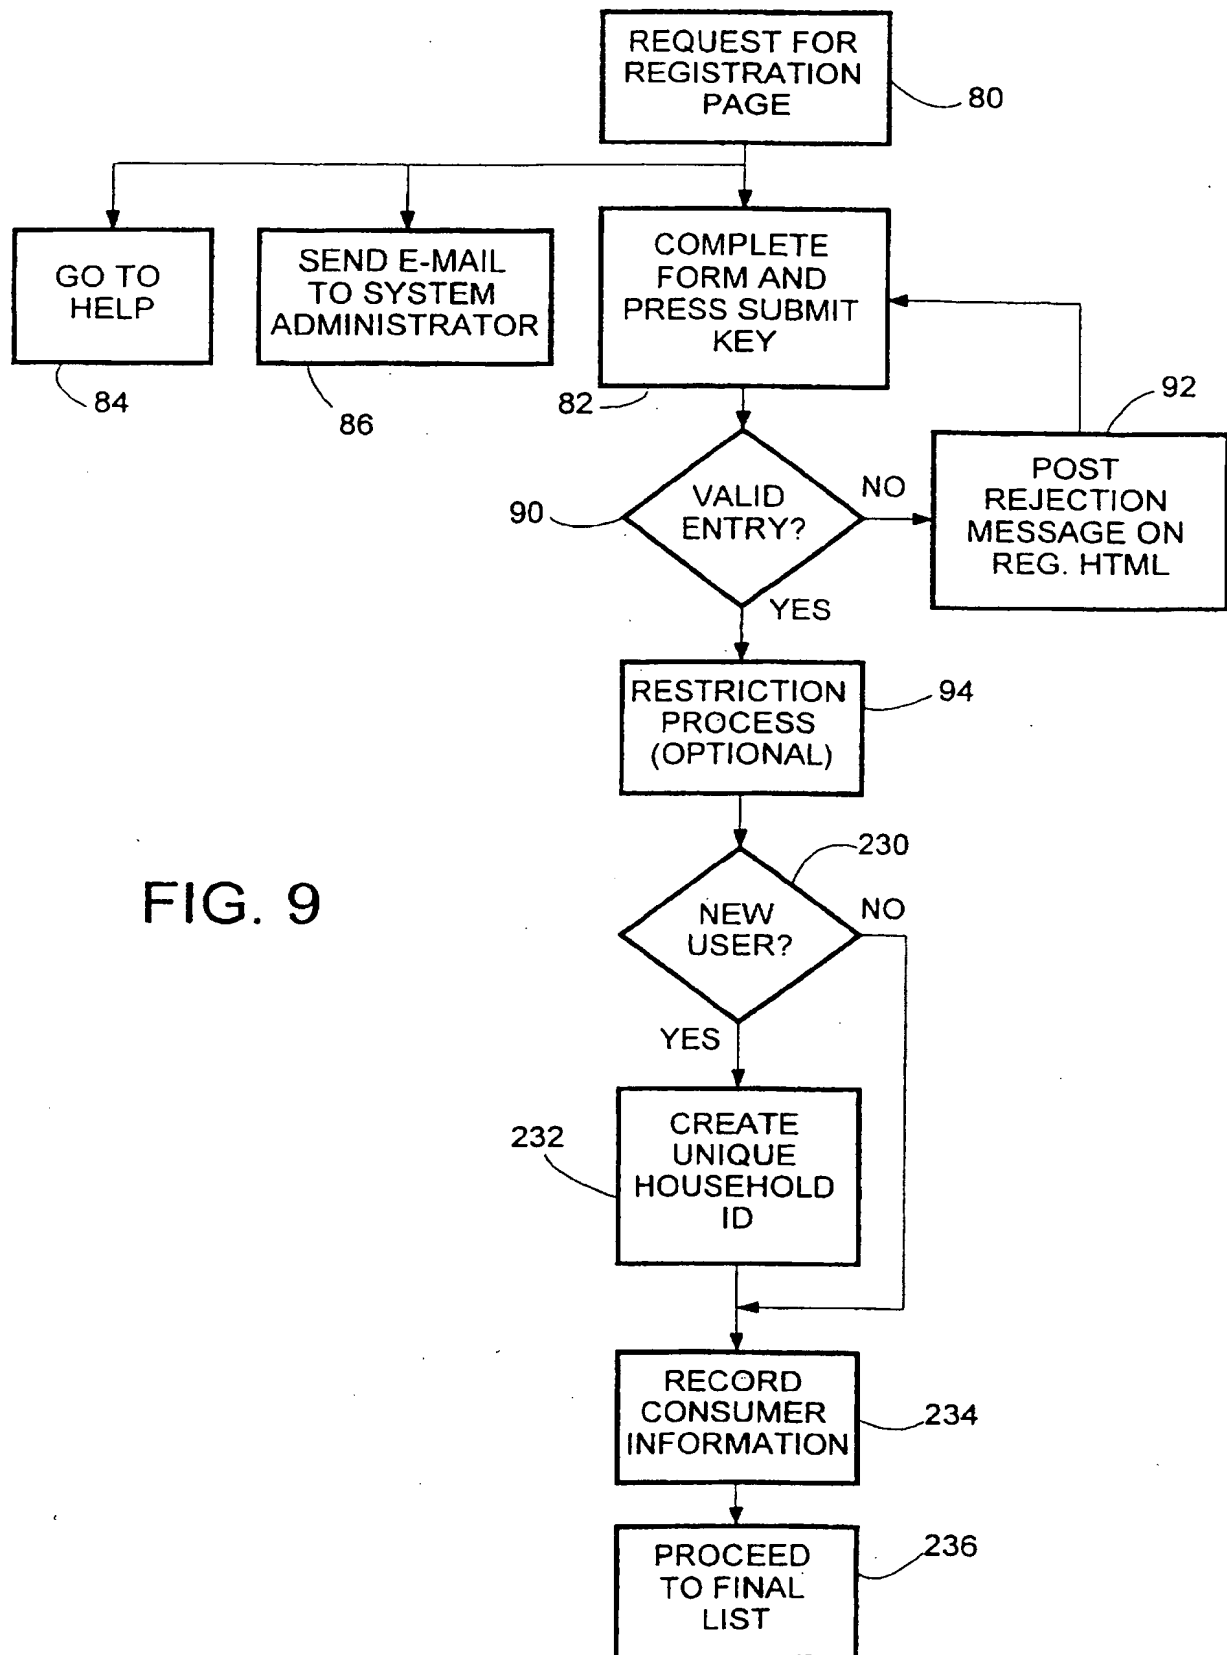 REQUEST FOR
REGISTRATION
PAGE
80
GO TO
HELP
84
SEND E-MAIL
TO SYSTEM
ADMINISTRATOR
86
COMPLETE
FORM AND
PRESS SUBMIT
KEY
82
92
POST
REJECTION
MESSAGE ON
REG. HTML
90
VALID
ENTRY?
NO
YES
RESTRICTION
PROCESS
(OPTIONAL)
94
230
NEW
USER?
NO
YES
FIG. 9
232
CREATE
UNIQUE
HOUSEHOLD
ID
RECORD
CONSUMER
INFORMATION
234
PROCEED
TO FINAL
LIST
236